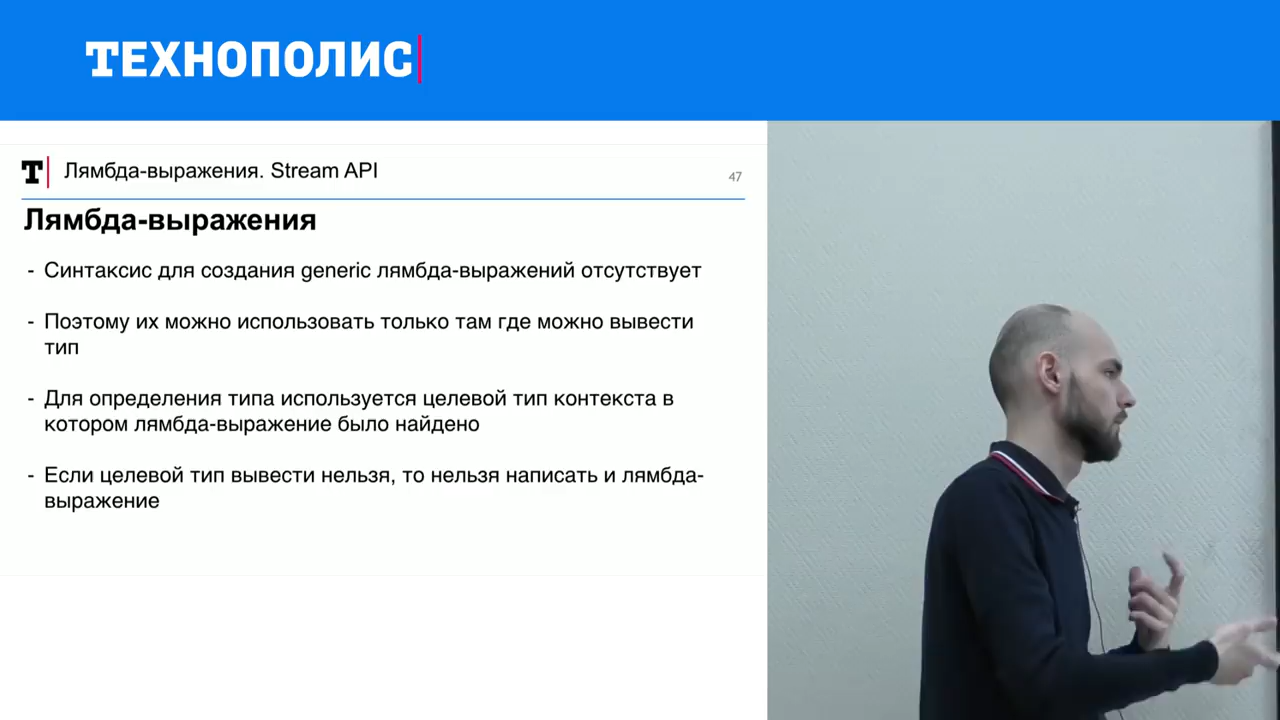 ТЕХНОПОЛИС
Т Лямбда-выражения. Stream API
47
Лямбда-выражения
- Синтаксис для создания generic лямбда-выражений отсутствует
- Поэтому их можно использовать только там где можно вывести
тип
- Для определения типа используется целевой тип контекста в
котором лямбда-выражение было найдено
- Если целевой тип вывести нельзя, то нельзя написать и лямбда-
выражение